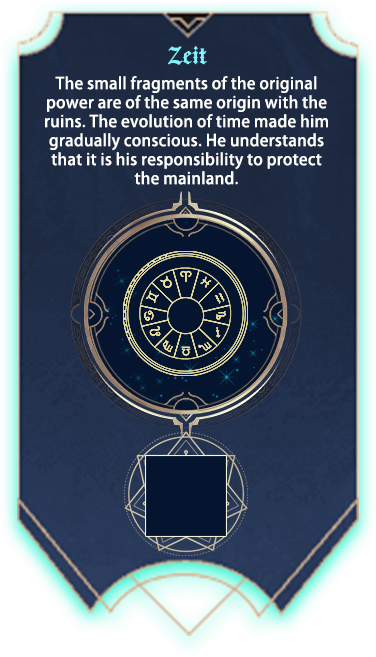 Zeit
The small fragments of the original
power are of the same origin with the
ruins. The evolution of time made him
gradually conscious. He understands
that it is his responsibility to protect
the mainland.